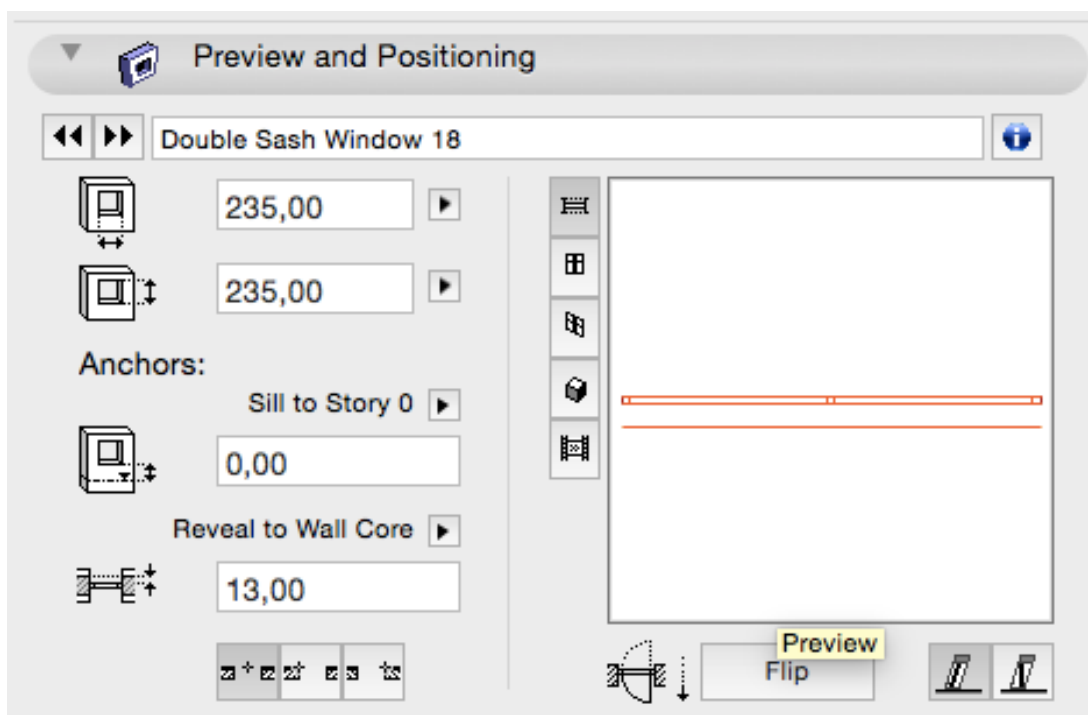 Preview and Positioning
Double Sash Window 18
235,00
235,00
Anchors:
Sill to Story 0
0,00
Reveal to Wall Core
13,00
Preview
Flip